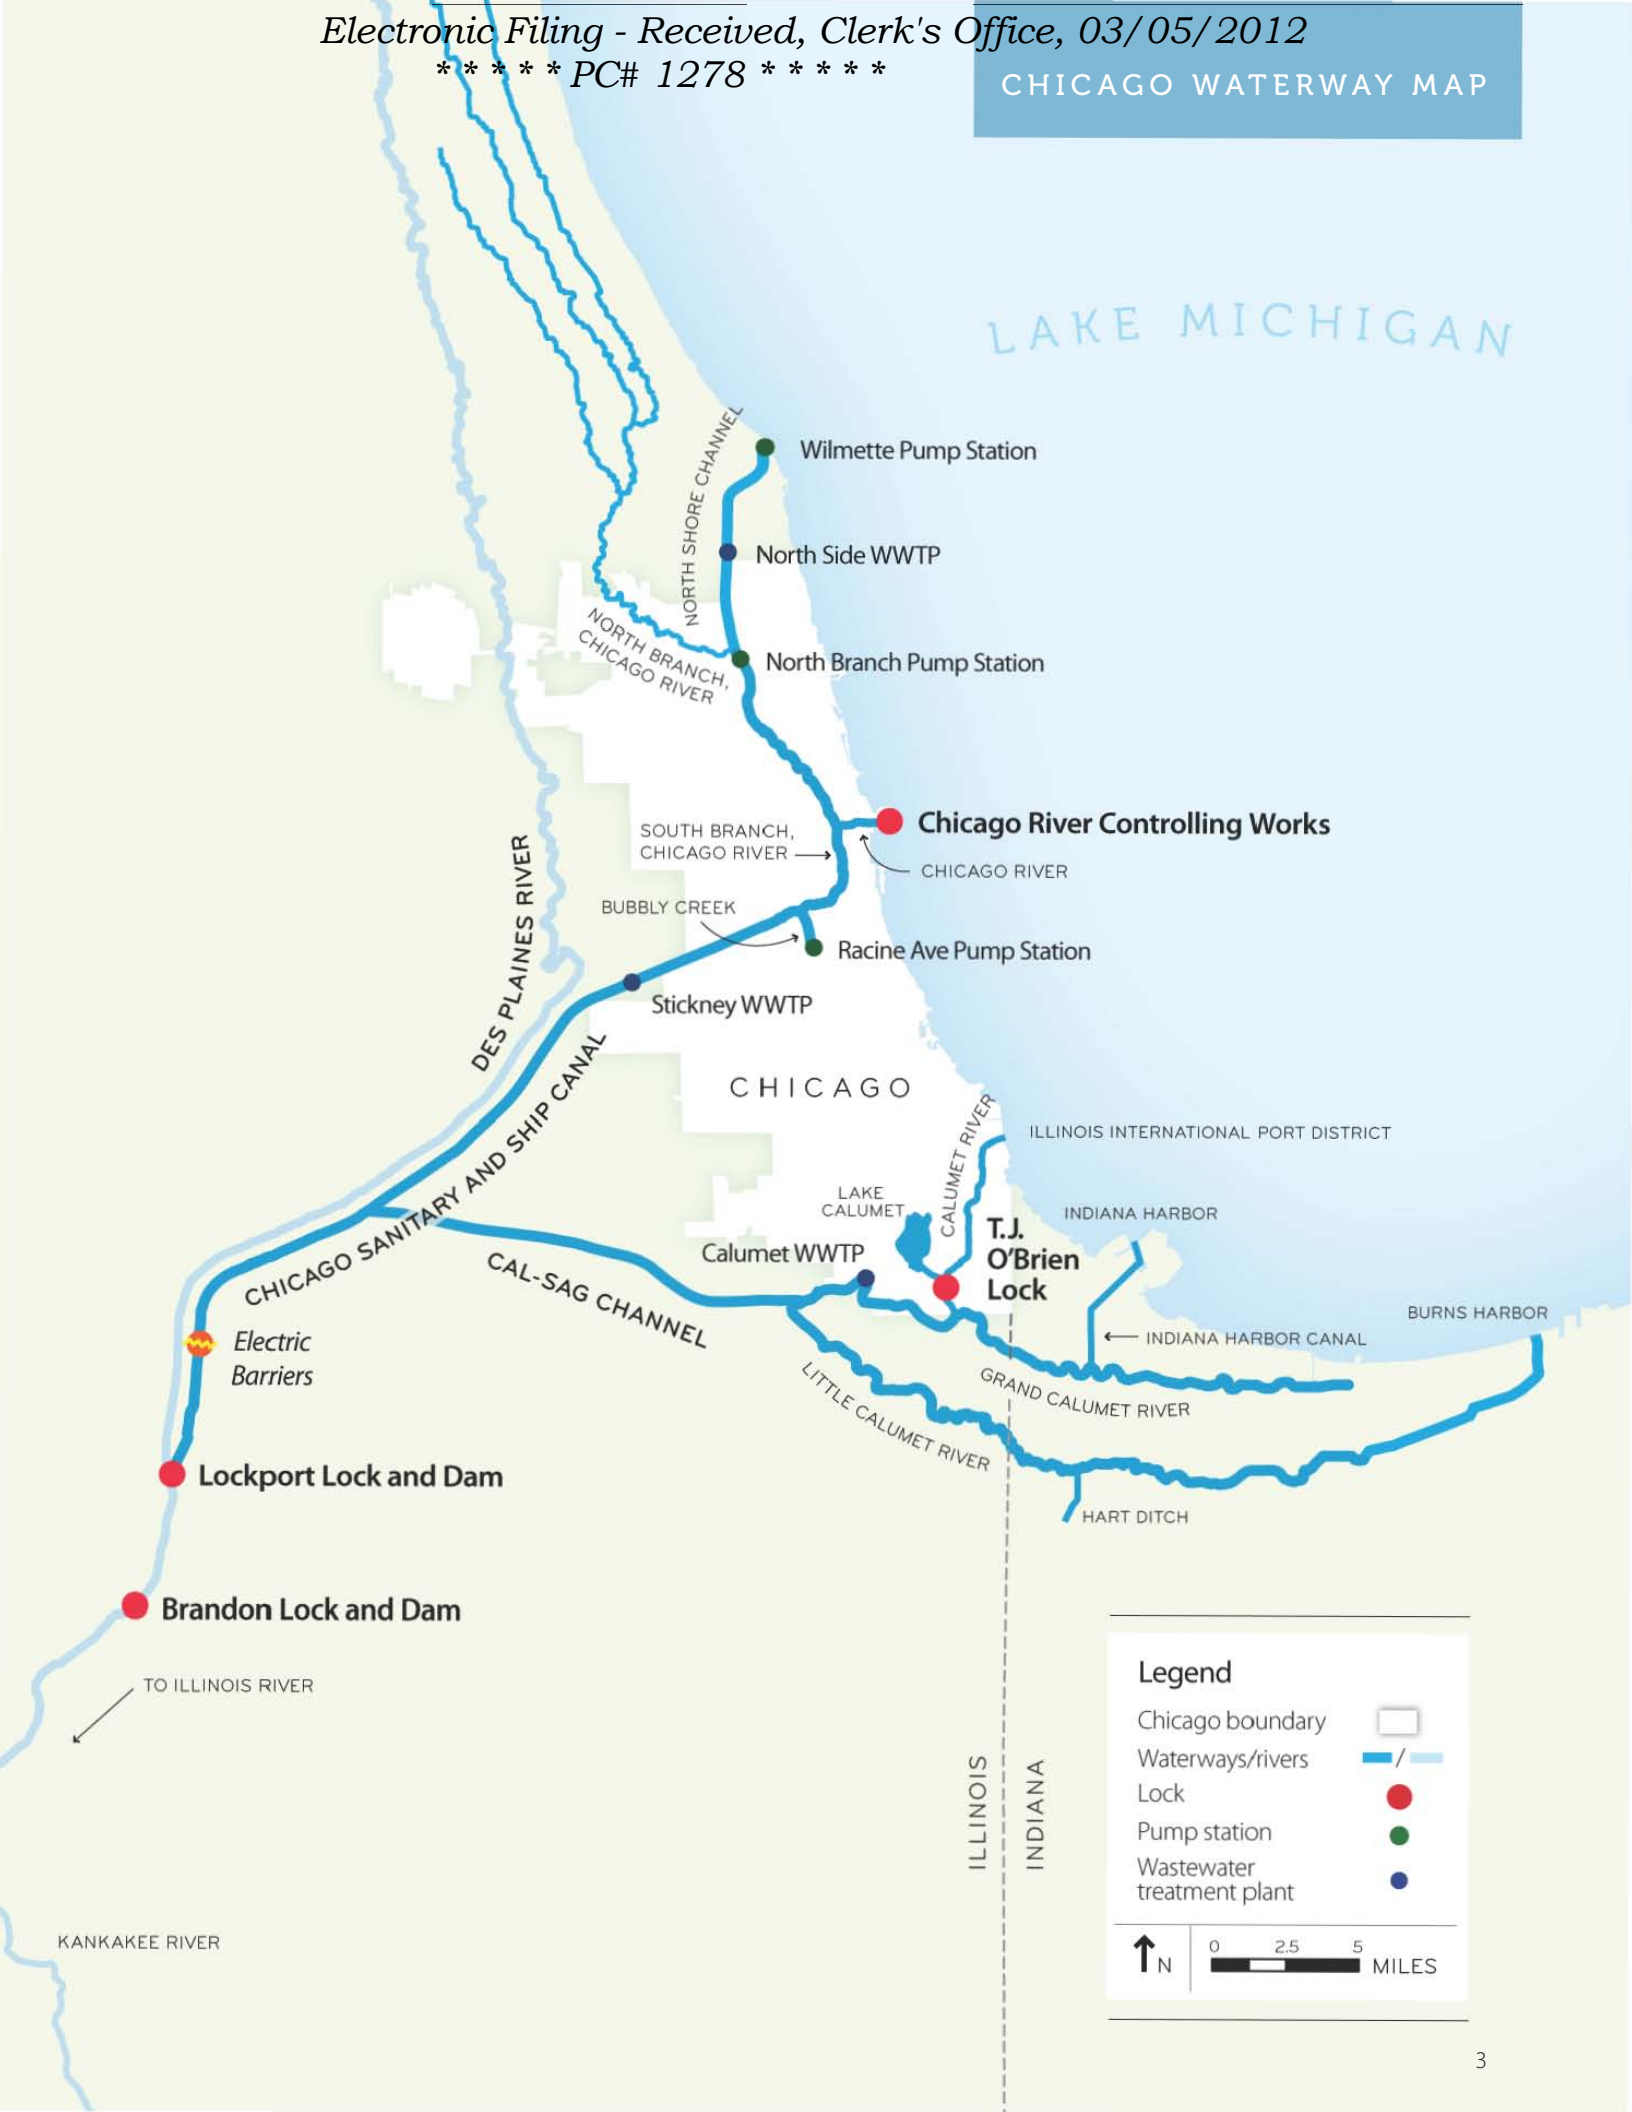 Electronic Filing - Received, Clerk's Office, 03/05/2012
* * * * * PC# 1278 * * * * *
CHICAGO WATERWAY MAP
LAKE MICHIGAN
NORTH SHORE CHANNEL
Wilmette Pump Station
North Side WWTP
NORTH BRANCH,
CHICAGO RIVER
North Branch Pump Station
Chicago River Controlling Works
SOUTH BRANCH,
CHICAGO RIVER
CHICAGO RIVER
BUBBLY CREEK
Racine Ave Pump Station
DES PLAINES RIVER
Stickney WWTP
CHICAGO SANITARY AND SHIP CANAL
CHICAGO
CALUMET RIVER
ILLINOIS INTERNATIONAL PORT DISTRICT
LAKE
CALUMET
INDIANA HARBOR
T.J.
O'Brien
Lock
Calumet WWTP
CAL-SAG CHANNEL
BURNS HARBOR
INDIANA HARBOR CANAL
Electric
Barriers
GRAND CALUMET RIVER
LITTLE CALUMET RIVER
Lockport Lock and Dam
HART DITCH
Brandon Lock and Dam
TO ILLINOIS RIVER
ILLINOIS
INDIANA
KANKAKEE RIVER
Legend
Chicago boundary
Waterways/rivers /
Lock
Pump station
Wastewater
treatment plant
N
0 2.5 5
MILES
3